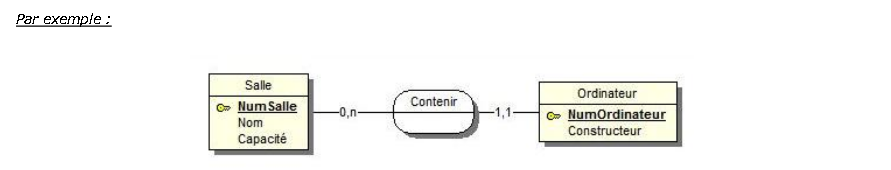 Par exemple :
Salle
NumSalle
Nom
Capacité
0,n
Contenir
1,1
Ordinateur
NumOrdinateur
Constructeur